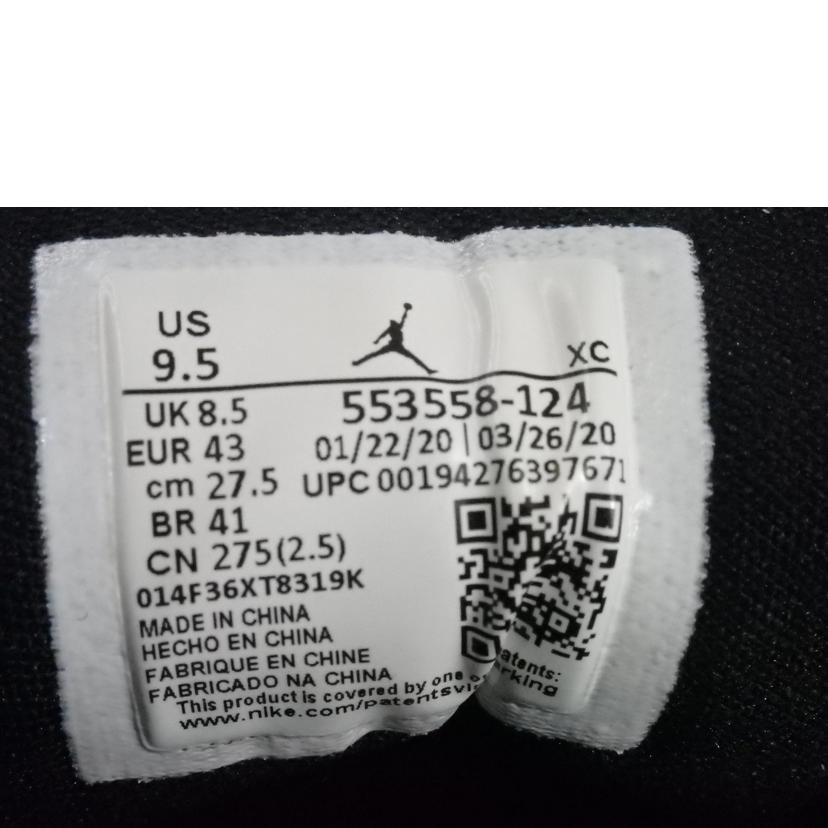 US
9.5
XC
UK 8.5
553558-124
EUR 43
01/22/20 | 03/26/20
cm 27.5
UPC 00194276397671
BR 41
CN 275(2.5)
014F36XT8319K
MADE IN CHINA
HECHO EN CHINA
FABRIQUE EN CHINE
FABRICADO NA CHINA
This product is covered by one
www.nike.com/patents